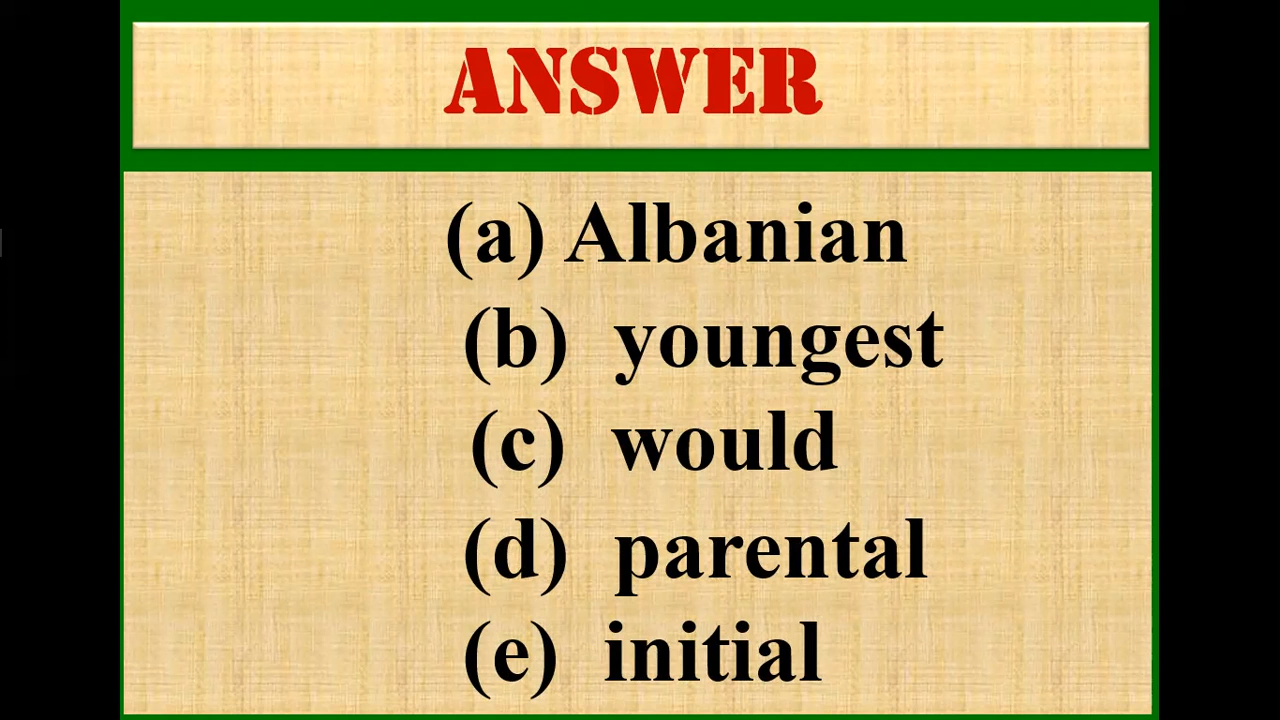 ANSWER
(a) Albanian
(b) youngest
(c) would
(d) parental
(e) initial